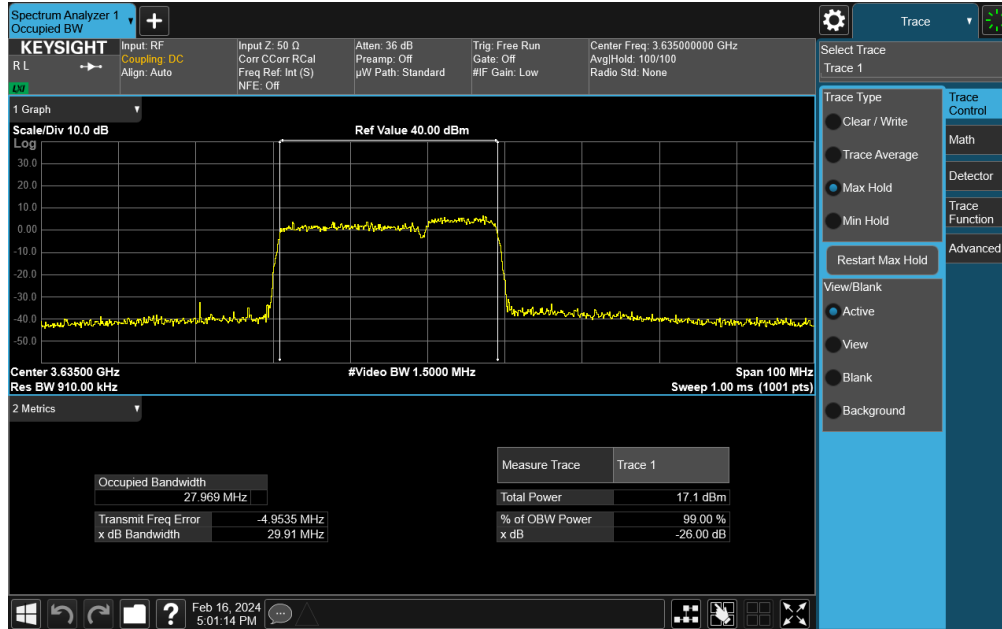 Spectrum Analyzer 1
Occupied BW
Trace
KEYSIGHT
R L
LXI
Input: RF
Coupling: DC
Align: Auto
Input Z: 50 Ω
Corr CCorr RCal
Freq Ref: Int (S)
NFE: Off
Atten: 36 dB
Preamp: Off
µW Path: Standard
Trig: Free Run
Gate: Off
#IF Gain: Low
Center Freq: 3.635000000 GHz
Avg|Hold: 100/100
Radio Std: None
Select Trace
Trace 1
1 Graph
Scale/Div 10.0 dB
Ref Value 40.00 dBm
Log
30.0
20.0
10.0
0.00
-10.0
-20.0
-30.0
-40.0
-50.0
Center 3.63500 GHz
#Video BW 1.5000 MHz
Span 100 MHz
Res BW 910.00 kHz
Sweep 1.00 ms (1001 pts)
2 Metrics
Measure Trace Trace 1
Occupied Bandwidth
27.969 MHz
Total Power 17.1 dBm
Transmit Freq Error -4.9535 MHz
% of OBW Power 99.00 %
x dB Bandwidth 29.91 MHz
x dB -26.00 dB
Trace Type
Clear / Write
Trace Average
Max Hold
Min Hold
Restart Max Hold
View/Blank
Active
View
Blank
Background
Trace
Control
Math
Detector
Trace
Function
Advanced
Feb 16, 2024
5:01:14 PM